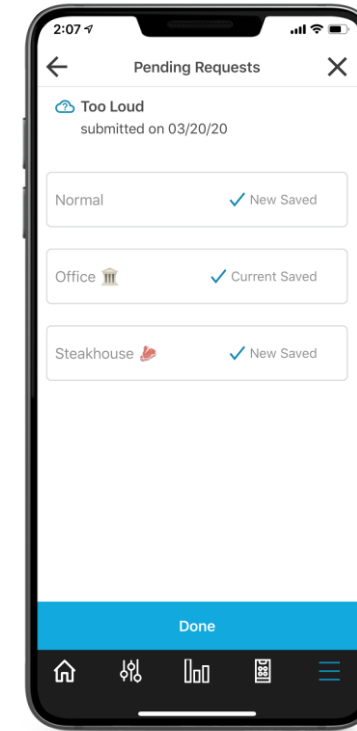 2:07
Pending Requests
Too Loud
submitted on 03/20/20
Normal
New Saved
Office 🏛️
Current Saved
Steakhouse 🥩
New Saved
Done